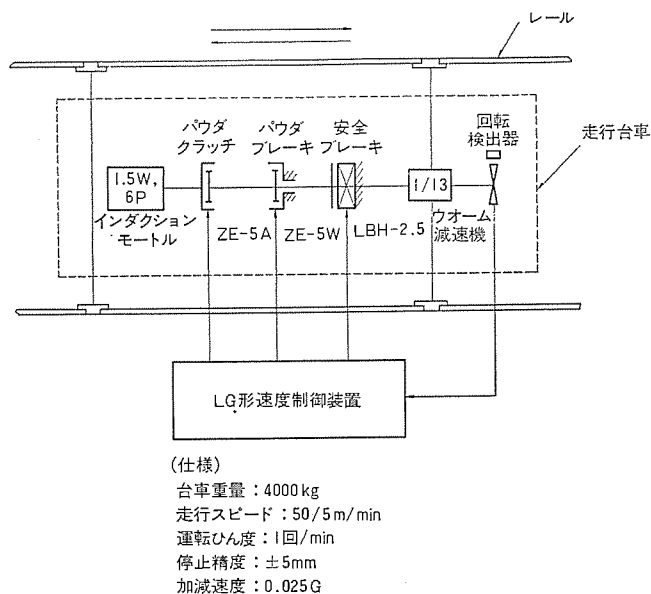 レール
走行台車
パウダ
クラッチ
パウダ
ブレーキ
安全
ブレーキ
回転
検出器
1.5W,
6P
インダクション
モートル
ZE-5A
ZE-5W
LBH-2.5
1/13
ウオーム
減速機
LG形速度制御装置
(仕様)
台車重量:4000kg
走行スピード:50/5m/min
運転ひん度:1回/min
停止精度:±5mm
加減速度:0.025G